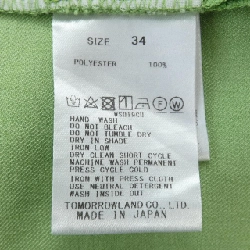 SIZE 34
POLYESTER 100%
HAND WASH
DO NOT BLEACH
DO NOT TUMBLE DRY
DRY IN SHADE
IRON LOW
DRY CLEAN SHORT CYCLE
MACHINE WASH PERMANENT
PRESS CYCLE COLD
IRON WITH PRESS CLOTH
USE NEUTRAL DETERGENT
WASH INSIDE OUT
TOMORROWLAND CO., LTD.
MADE IN JAPAN